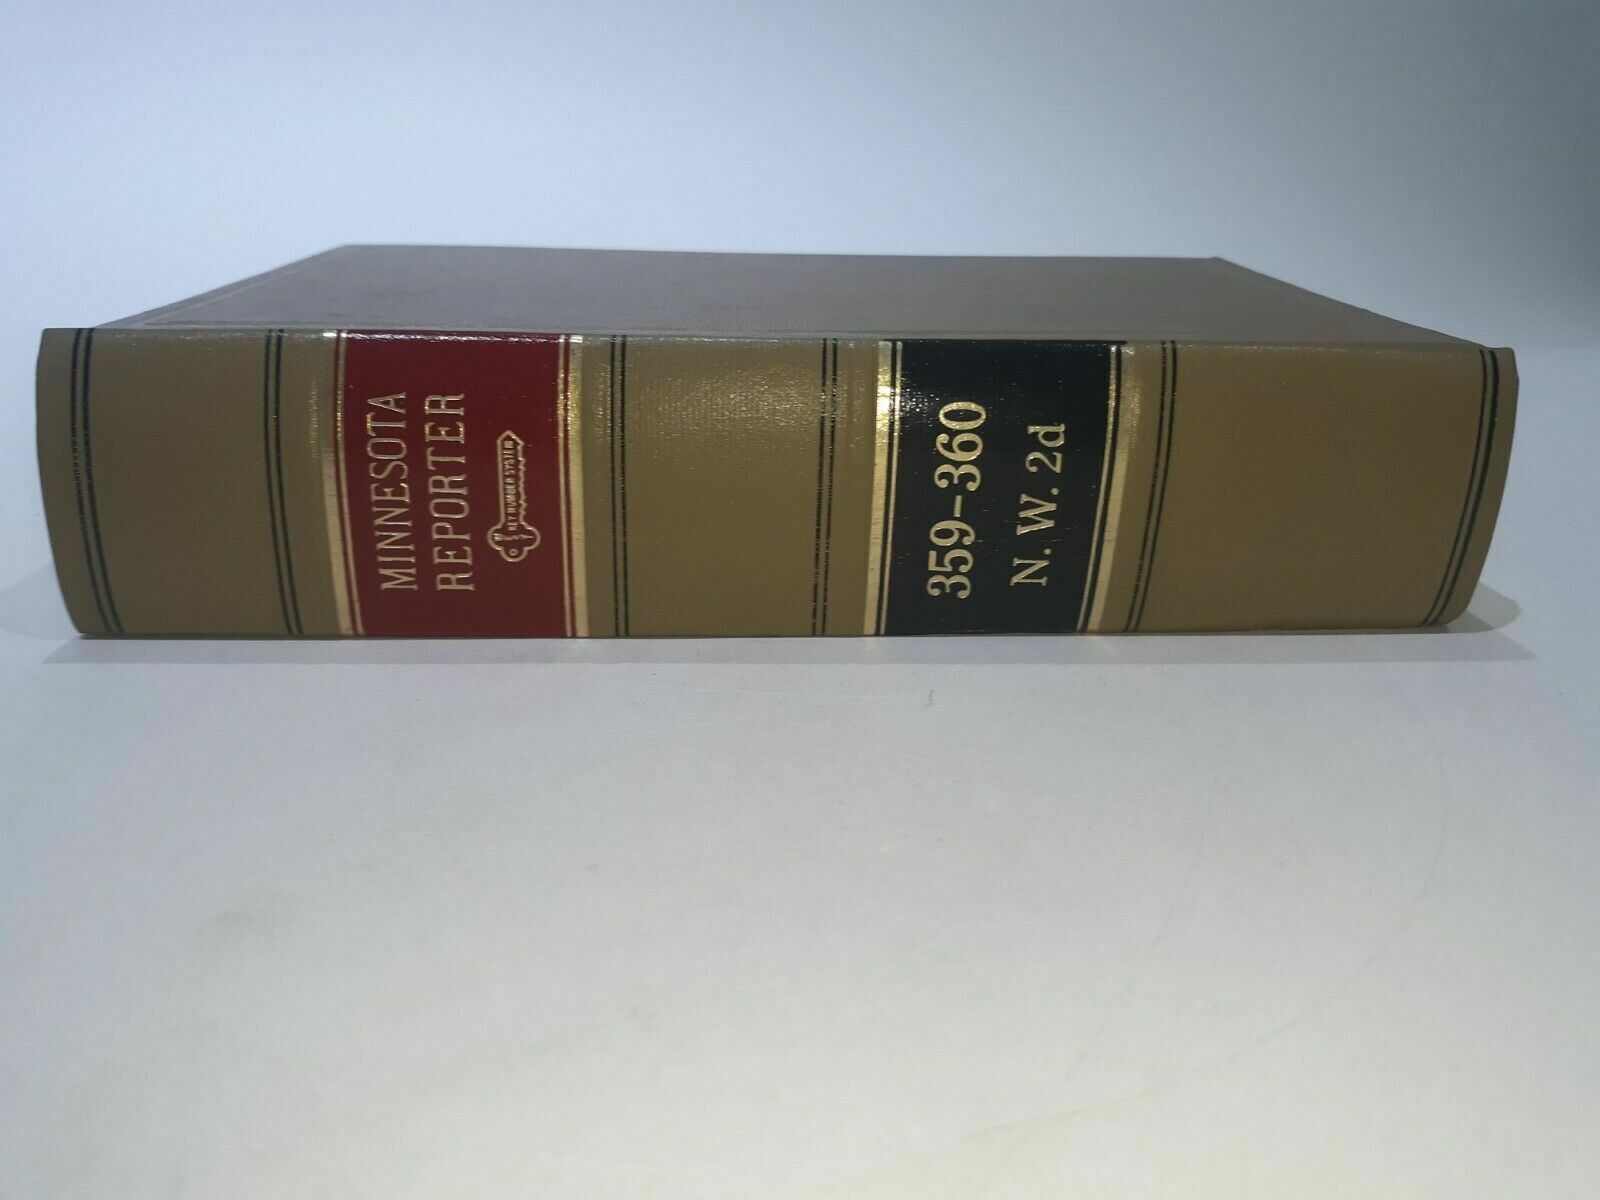 MINNESOTA
REPORTER
KEY NUMBER SYSTEM
359-360
N. W. 2d